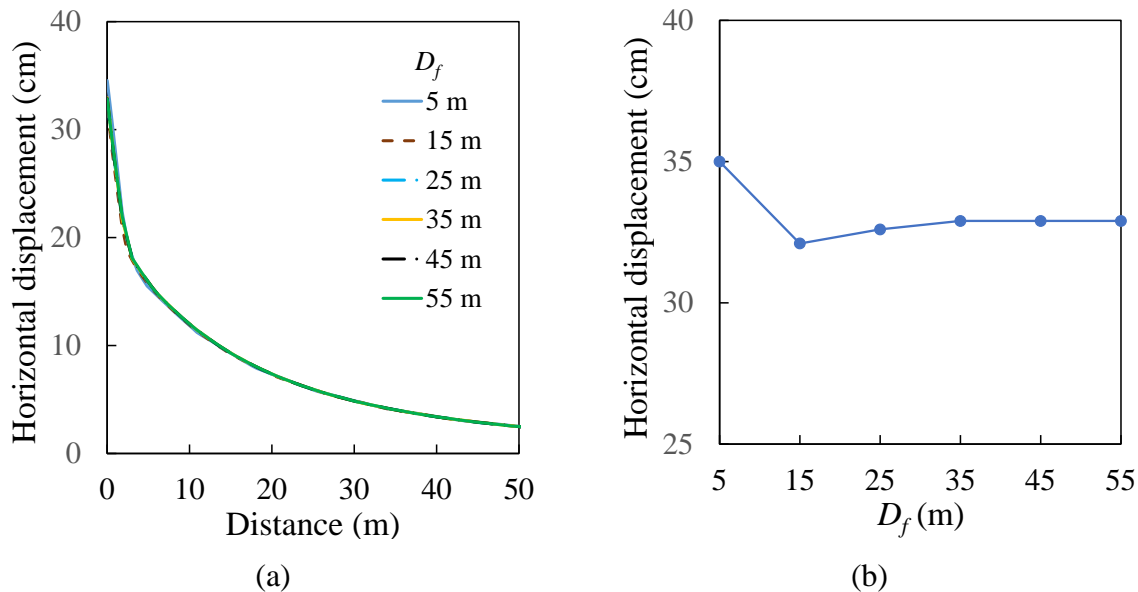 Horizontal displacement (cm)
40
30
20
10
0
D_f
5 m
15 m
25 m
35 m
45 m
55 m
0 10 20 30 40 50
Distance (m)
(a)
Horizontal displacement (cm)
40
35
30
25
5 15 25 35 45 55
D_f (m)
(b)